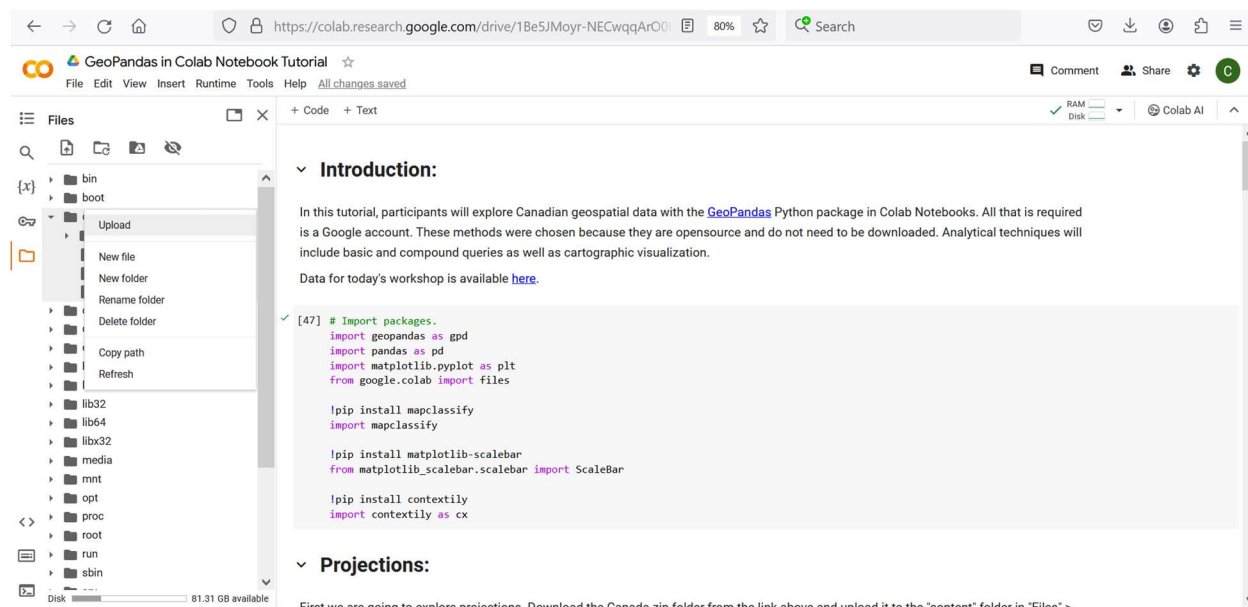 https://colab.research.google.com/drive/1Be5JMoyr-NECwqqArO0
80%
Search
CO
GeoPandas in Colab Notebook Tutorial
File Edit View Insert Runtime Tools Help All changes saved
Comment
Share
C
Files
+ Code + Text
RAM
Disk
Colab AI
{x}
bin
boot
Upload
New file
New folder
Rename folder
Delete folder
Copy path
Refresh
lib32
lib64
libx32
media
mnt
opt
proc
root
run
sbin
Disk
81.31 GB available
Introduction:
In this tutorial, participants will explore Canadian geospatial data with the GeoPandas Python package in Colab Notebooks. All that is required
is a Google account. These methods were chosen because they are opensource and do not need to be downloaded. Analytical techniques will
include basic and compound queries as well as cartographic visualization.
Data for today's workshop is available here.
[47] # Import packages.
import geopandas as gpd
import pandas as pd
import matplotlib.pyplot as plt
from google.colab import files
!pip install mapclassify
import mapclassify
!pip install matplotlib-scalebar
from matplotlib_scalebar.scalebar import ScaleBar
!pip install contextily
import contextily as cx
Projections:
First we are going to explore projections. Download the Canada zip folder from the link above and upload it to the "content" folder in "Files" >